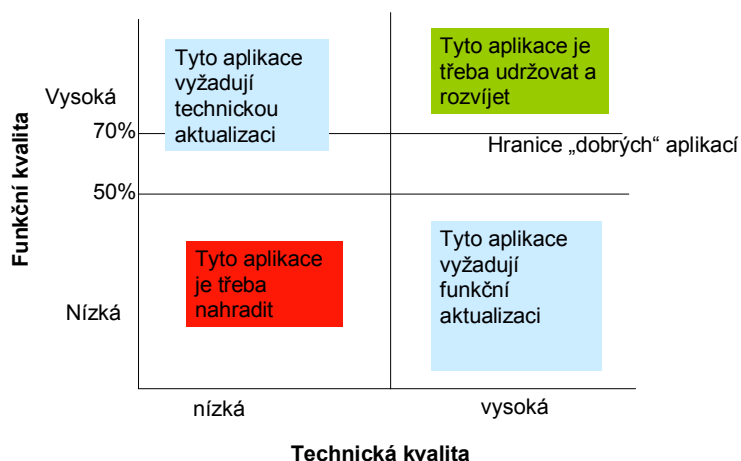 Tyto aplikace
vyžadují
technickou
aktualizaci
Tyto aplikace je
třeba udržovat a
rozvíjet
Vysoká
70%
Hranice „dobrých“ aplikací
50%
Funkční kvalita
Tyto aplikace
je třeba
nahradit
Tyto aplikace
vyžadují
funkční
aktualizaci
Nízká
nízká
vysoká
Technická kvalita